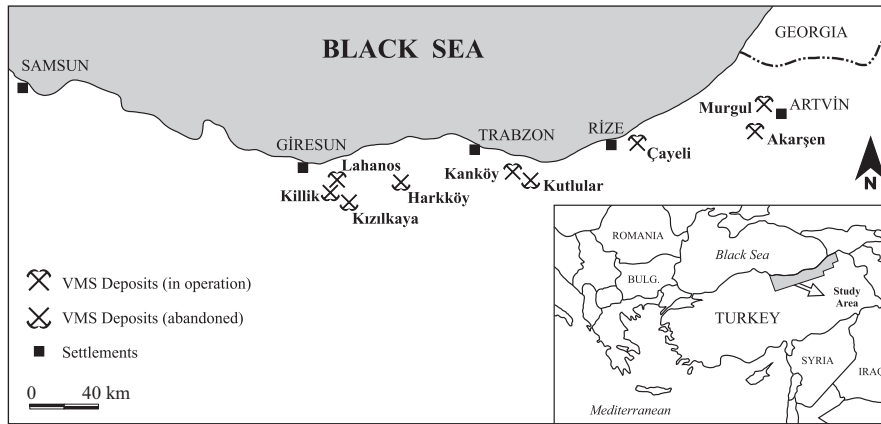 BLACK SEA
GEORGIA
SAMSUN
Murgul
ARTVİN
Akarşen
GİRESUN
TRABZON
RİZE
Çayeli
Lahanos
Kanköy
Kutlular
Killik
Harkköy
Kızılkaya
N
VMS Deposits (in operation)
VMS Deposits (abandoned)
Settlements
0 40 km
ROMANIA
Black Sea
BULG.
Study
Area
TURKEY
SYRIA
IRAQ
Mediterranean